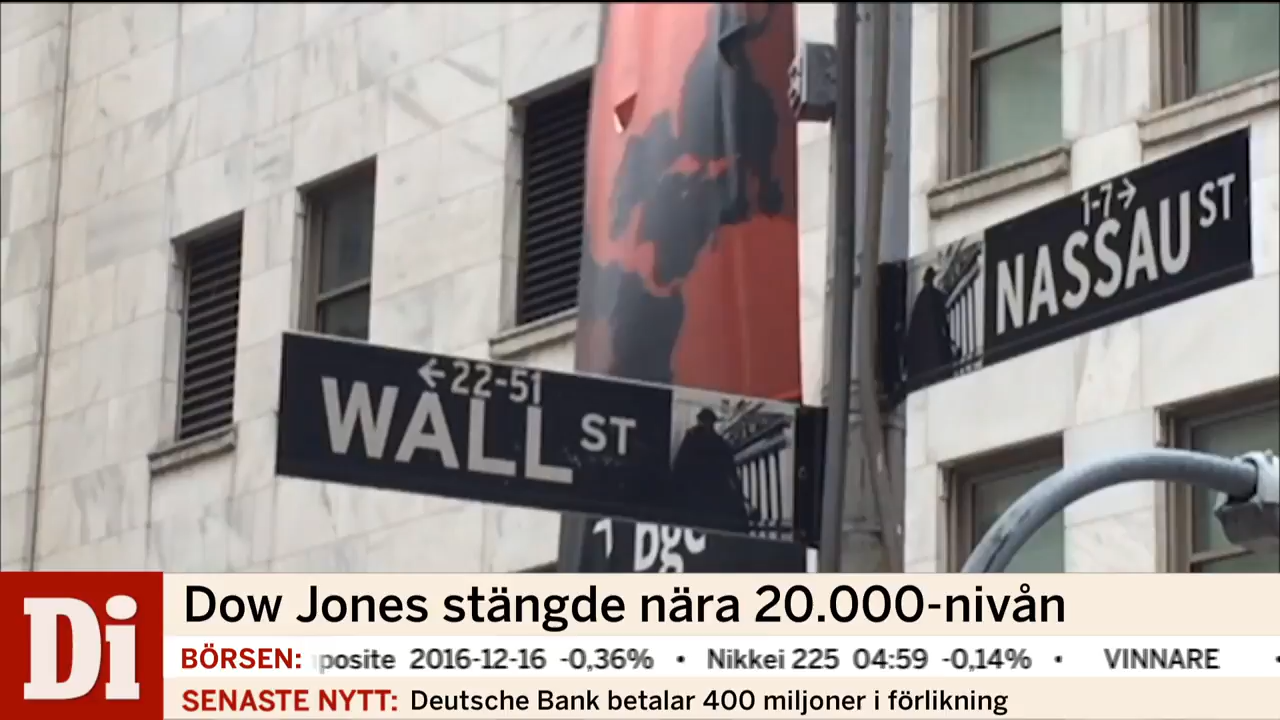 1-7→
NASSAU ST
←22-51
WALL ST
Di
Dow Jones stängde nära 20.000-nivån
BÖRSEN: posite 2016-12-16 -0,36% • Nikkei 225 04:59 -0,14% • VINNARE
SENASTE NYTT: Deutsche Bank betalar 400 miljoner i förlikning